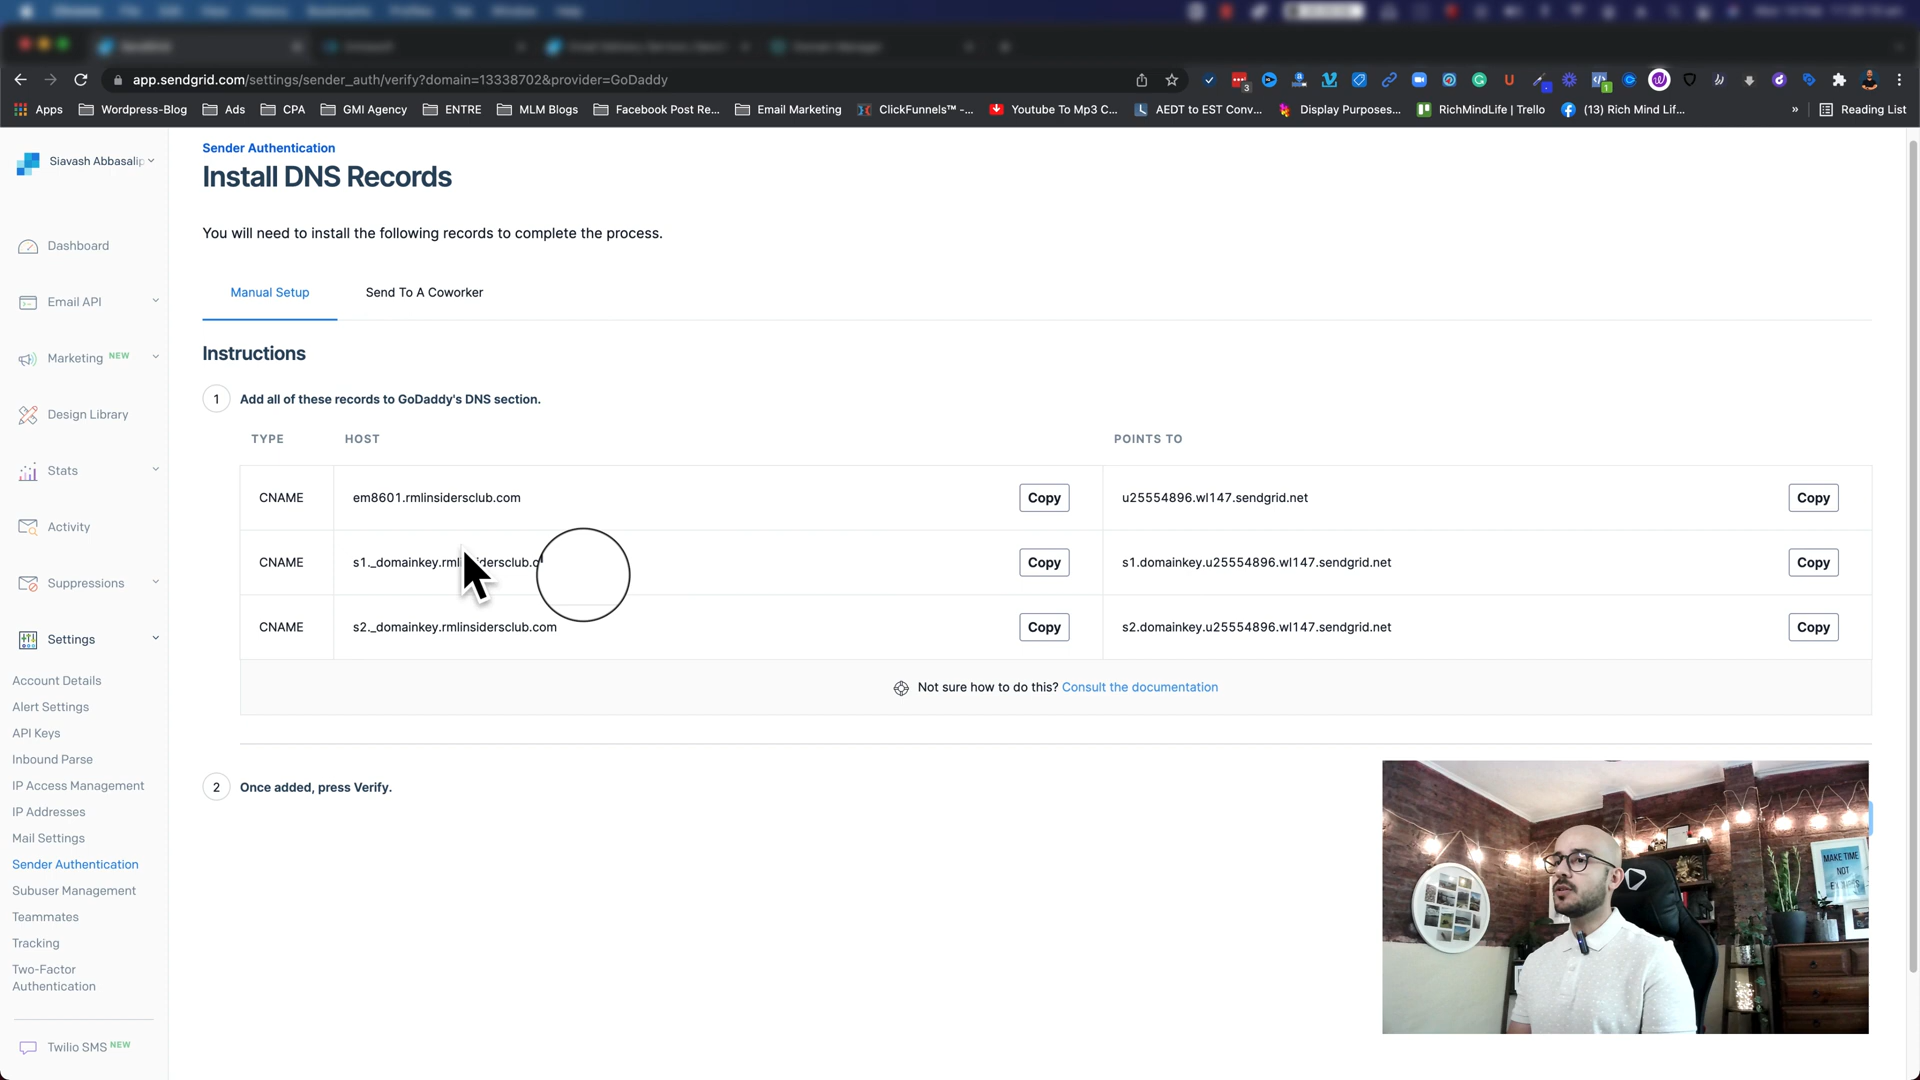 app.sendgrid.com/settings/sender_auth/verify?domain=13338702&provider=GoDaddy
Apps Wordpress-Blog Ads CPA GMI Agency ENTRE MLM Blogs Facebook Post Re... Email Marketing ClickFunnels™ -... Youtube To Mp3 C... AEDT to EST Conv... Display Purposes... RichMindLife | Trello (13) Rich Mind Lif... » Reading List
Siavash Abbasalip
Sender Authentication
Install DNS Records
You will need to install the following records to complete the process.
Manual Setup Send To A Coworker
Instructions
1 Add all of these records to GoDaddy's DNS section.
TYPE HOST POINTS TO
CNAME em8601.rmlinsidersclub.com Copy u25554896.wl147.sendgrid.net Copy
CNAME Copy s1.domainkey.u25554896.wl147.sendgrid.net Copy
CNAME s2._domainkey.rmlinsidersclub.com Copy s2.domainkey.u25554896.wl147.sendgrid.net Copy
Not sure how to do this? Consult the documentation
2 Once added, press Verify.
Dashboard
Email API
Marketing NEW
Design Library
Stats
Activity
Suppressions
Settings
Account Details
Alert Settings
API Keys
Inbound Parse
IP Access Management
IP Addresses
Mail Settings
Sender Authentication
Subuser Management
Teammates
Tracking
Two-Factor
Authentication
Twilio SMS NEW
MAKE TIME
NOT